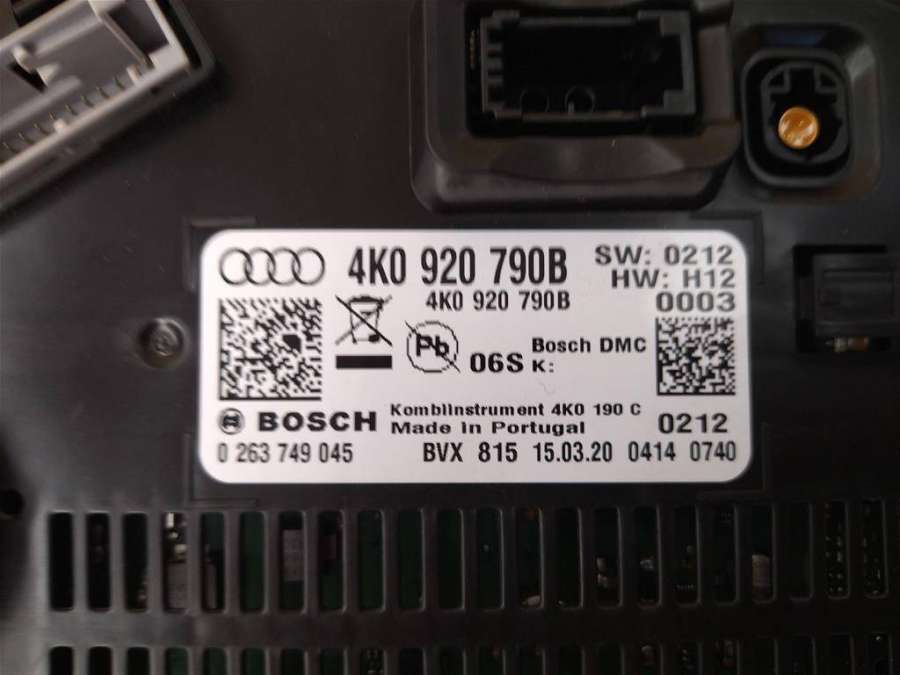 4K0 920 790B
SW: 0212
HW: H12
4K0 920 790B
0003
Pb
06S
Bosch DMC
K:
BOSCH
Kombiinstrument 4K0 190 C
Made in Portugal
0212
0 263 749 045
BVX 815 15.03.20 0414 0740